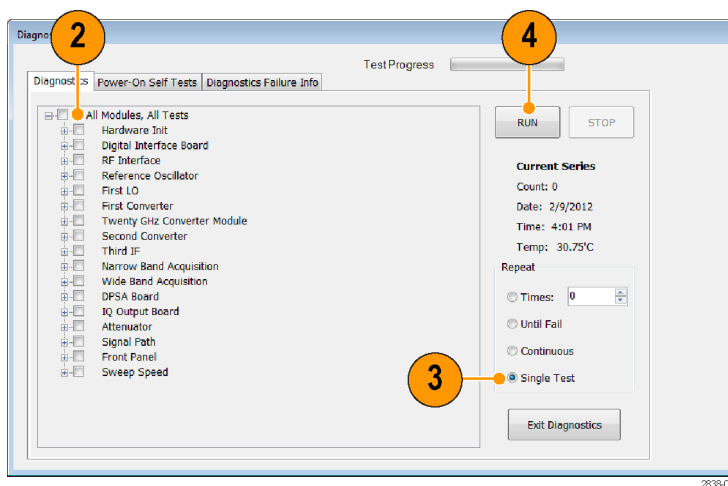 Diagnos
2
4
Test Progress
Diagnostics Power-On Self Tests Diagnostics Failure Info
All Modules, All Tests
Hardware Init
Digital Interface Board
RF Interface
Reference Oscillator
First LO
First Converter
Twenty GHz Converter Module
Second Converter
Third IF
Narrow Band Acquisition
Wide Band Acquisition
DPSA Board
IQ Output Board
Attenuator
Signal Path
Front Panel
Sweep Speed
RUN STOP
Current Series
Count: 0
Date: 2/9/2012
Time: 4:01 PM
Temp: 30.75'C
Repeat
Times: 0
Until Fail
Continuous
3
Single Test
Exit Diagnostics